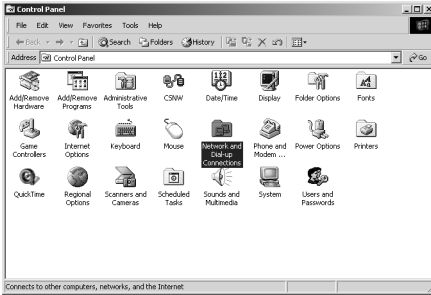 Control Panel
File Edit View Favorites Tools Help
Back Search Folders History
Address Control Panel Go
Add/Remove Hardware
Add/Remove Programs
Administrative Tools
CSNW
Date/Time
Display
Folder Options
Fonts
Game Controllers
Internet Options
Keyboard
Mouse
Network and Dial-up Connections
Phone and Modem ...
Power Options
Printers
QuickTime
Regional Options
Scanners and Cameras
Scheduled Tasks
Sounds and Multimedia
System
Users and Passwords
Connects to other computers, networks, and the Internet